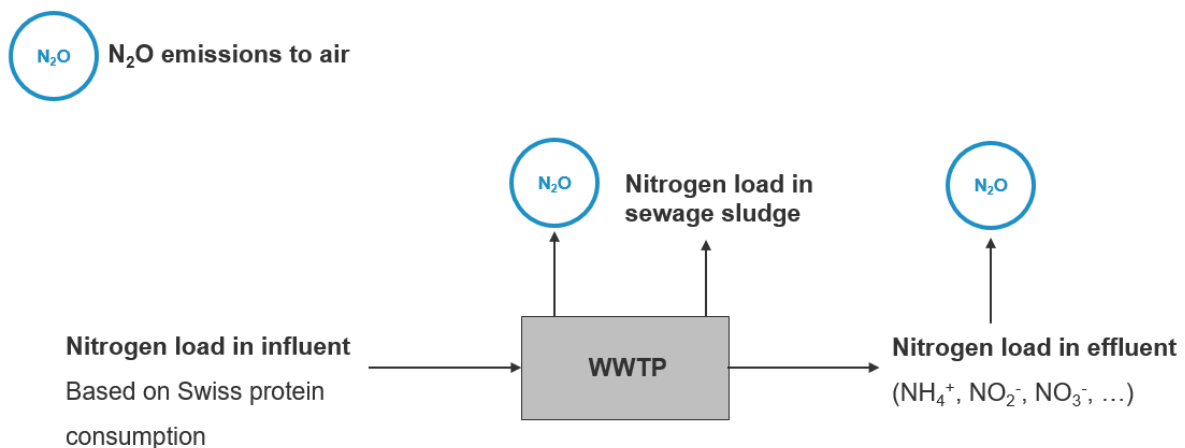 N₂O
N₂O emissions to air
N₂O
Nitrogen load in
sewage sludge
N₂O
Nitrogen load in influent
Based on Swiss protein
consumption
WWTP
Nitrogen load in effluent
(NH₄⁺, NO₂⁻, NO₃⁻, …)